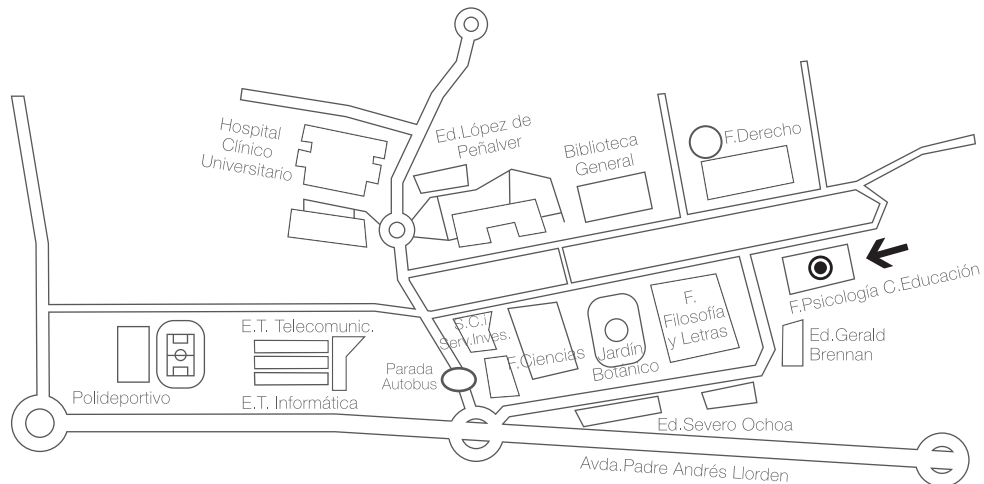 Hospital
Clínico
Universitario
Ed.López de
Peñalver
Biblioteca
General
F.Derecho
F.Psicología C.Educación
Ed.Gerald
Brennan
F.
Filosofía
y Letras
S.C.I
Serv.Inves.
F.Ciencias
Jardín
Botánico
E.T. Telecomunic.
Parada
Autobus
Polideportivo
E.T. Informática
Ed.Severo Ochoa
Avda.Padre Andrés Llorden